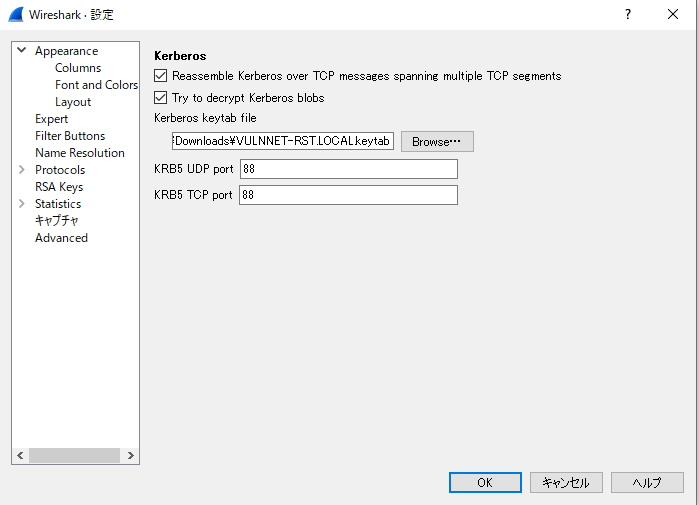 Wireshark · 設定
?
Appearance
Columns
Font and Colors
Layout
Expert
Filter Buttons
Name Resolution
Protocols
RSA Keys
Statistics
キャプチャ
Advanced
Kerberos
Reassemble Kerberos over TCP messages spanning multiple TCP segments
Try to decrypt Kerberos blobs
Kerberos keytab file
¥Downloads¥VULNNET-RST.LOCAL.keytab
Browse…
KRB5 UDP port 88
KRB5 TCP port 88
OK
キャンセル
ヘルプ